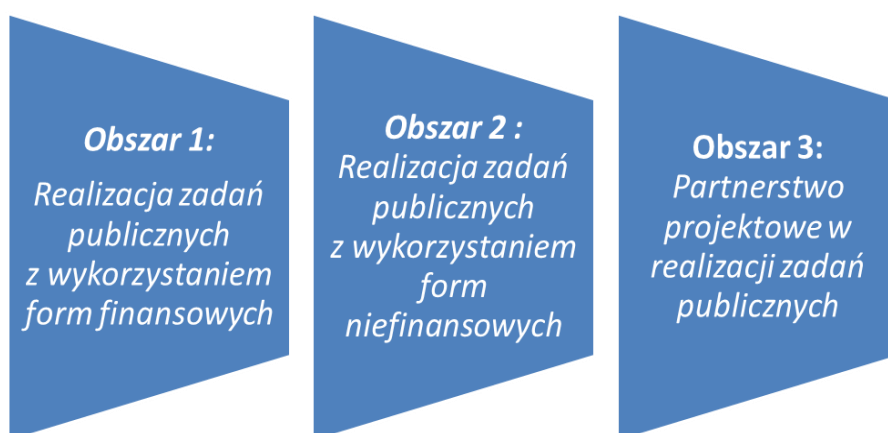 Obszar 1:
Realizacja zadań
publicznych
z wykorzystaniem
form finansowych
Obszar 2 :
Realizacja zadań
publicznych
z wykorzystaniem
form
niefinansowych
Obszar 3:
Partnerstwo
projektowe w
realizacji zadań
publicznych